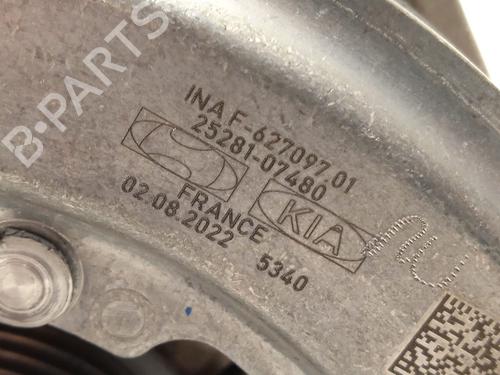 B-PARTS
INA F-627097.01
25281-07480
KIA
FRANCE
02.08.2022
5340